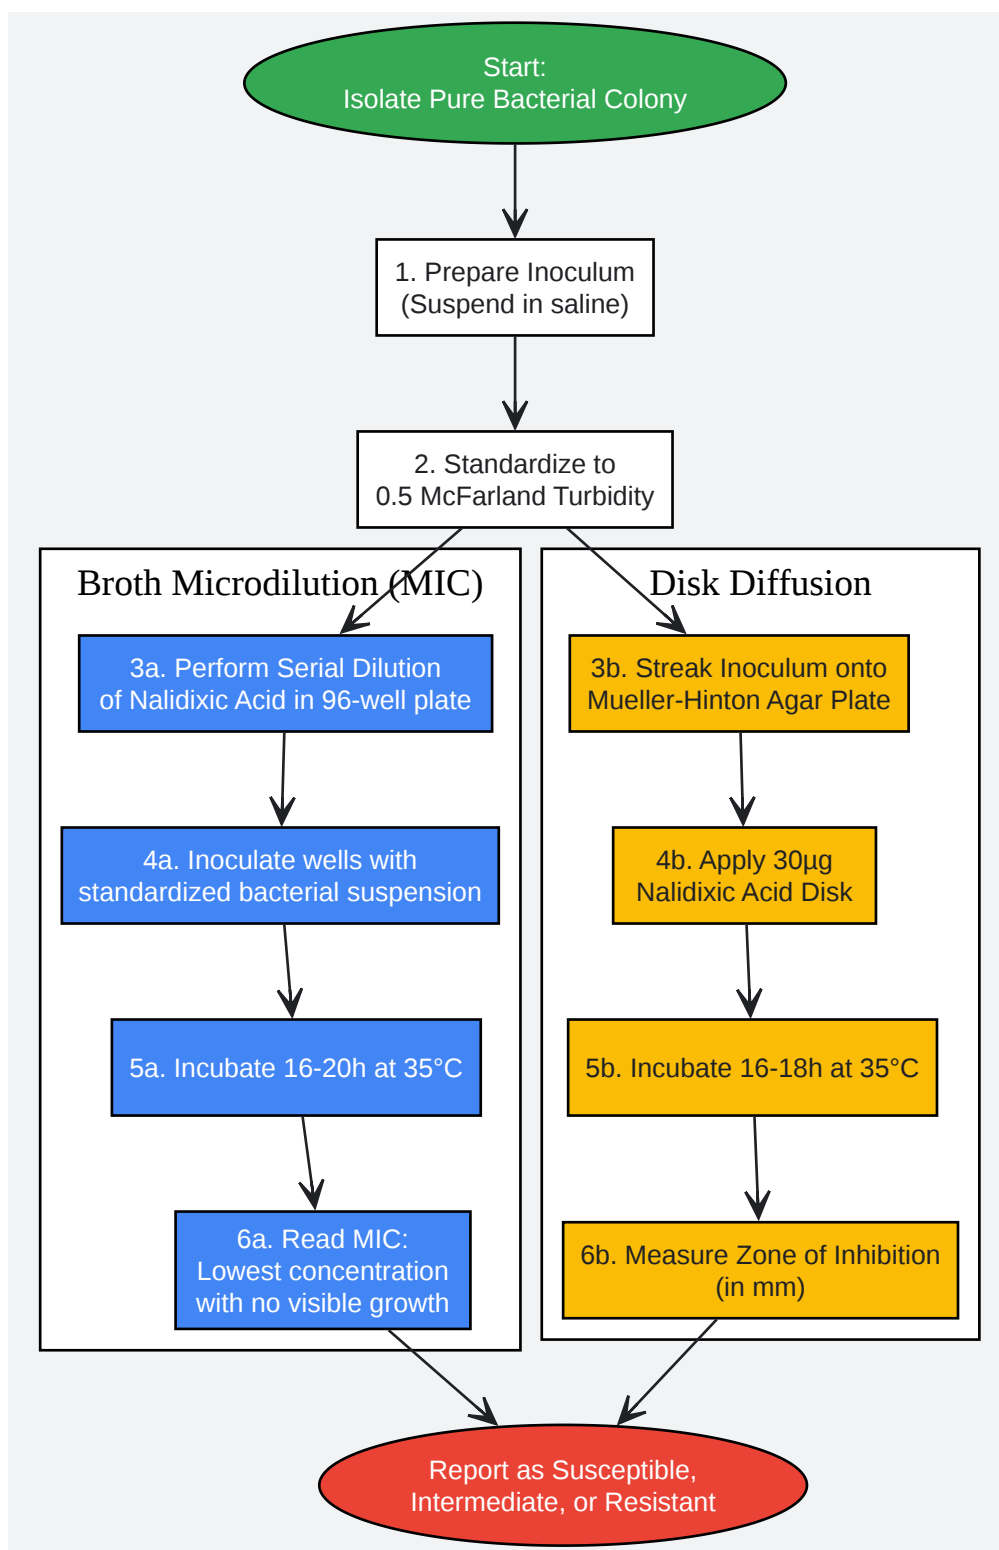 Start:
Isolate Pure Bacterial Colony
1. Prepare Inoculum
(Suspend in saline)
2. Standardize to
0.5 McFarland Turbidity
Broth Microdilution (MIC)
3a. Perform Serial Dilution
of Nalidixic Acid in 96-well plate
4a. Inoculate wells with
standardized bacterial suspension
5a. Incubate 16-20h at 35°C
6a. Read MIC:
Lowest concentration
with no visible growth
Disk Diffusion
3b. Streak Inoculum onto
Mueller-Hinton Agar Plate
4b. Apply 30µg
Nalidixic Acid Disk
5b. Incubate 16-18h at 35°C
6b. Measure Zone of Inhibition
(in mm)
Report as Susceptible,
Intermediate, or Resistant